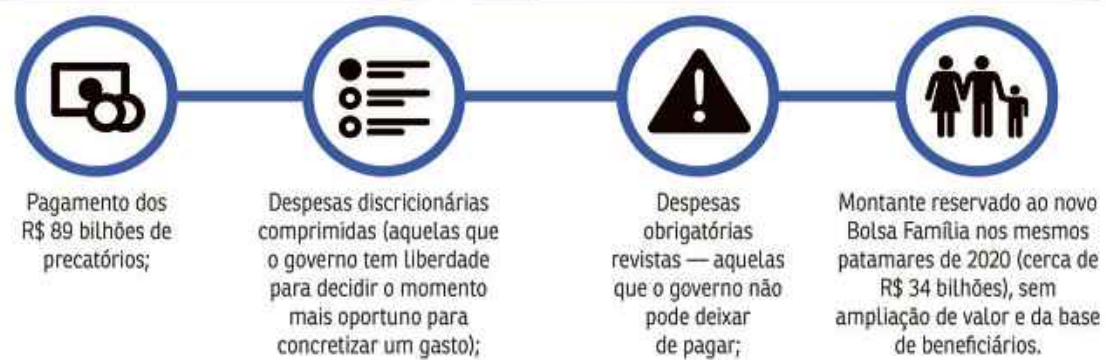 Pagamento dos
R$ 89 bilhões de
precatórios;
Despesas discricionárias
comprimidas (aquelas que
o governo tem liberdade
para decidir o momento
mais oportuno para
concretizar um gasto);
Despesas
obrigatórias
revistas — aquelas
que o governo não
pode deixar
de pagar;
Montante reservado ao novo
Bolsa Família nos mesmos
patamares de 2020 (cerca de
R$ 34 bilhões), sem
ampliação de valor e da base
de beneficiários.